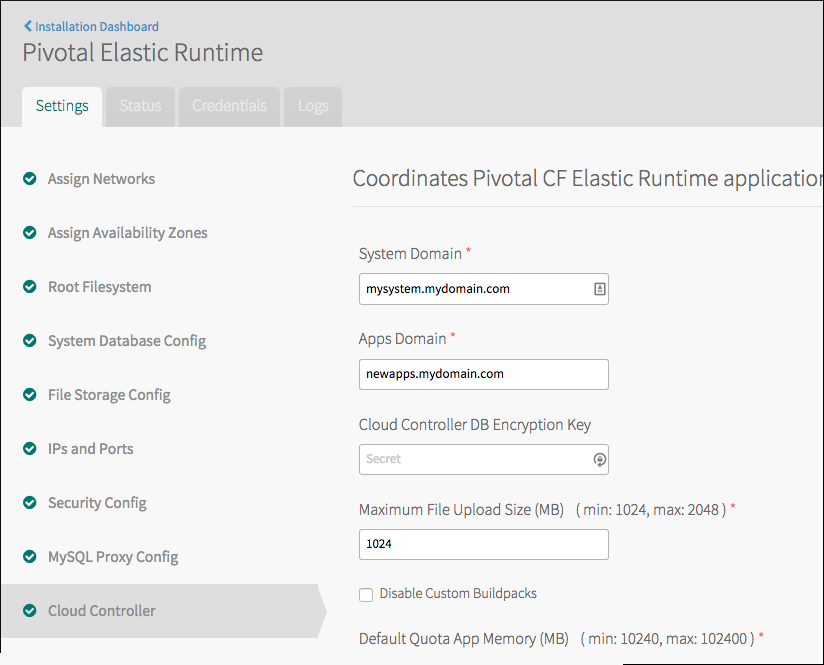 Installation Dashboard
Pivotal Elastic Runtime
Settings
Status
Credentials
Logs
Assign Networks
Assign Availability Zones
Root Filesystem
System Database Config
File Storage Config
IPs and Ports
Security Config
MySQL Proxy Config
Cloud Controller
Coordinates Pivotal CF Elastic Runtime application
System Domain *
mysystem.mydomain.com
Apps Domain *
newapps.mydomain.com
Cloud Controller DB Encryption Key
Secret
Maximum File Upload Size (MB) ( min: 1024, max: 2048 ) *
1024
Disable Custom Buildpacks
Default Quota App Memory (MB) ( min: 10240, max: 102400 ) *